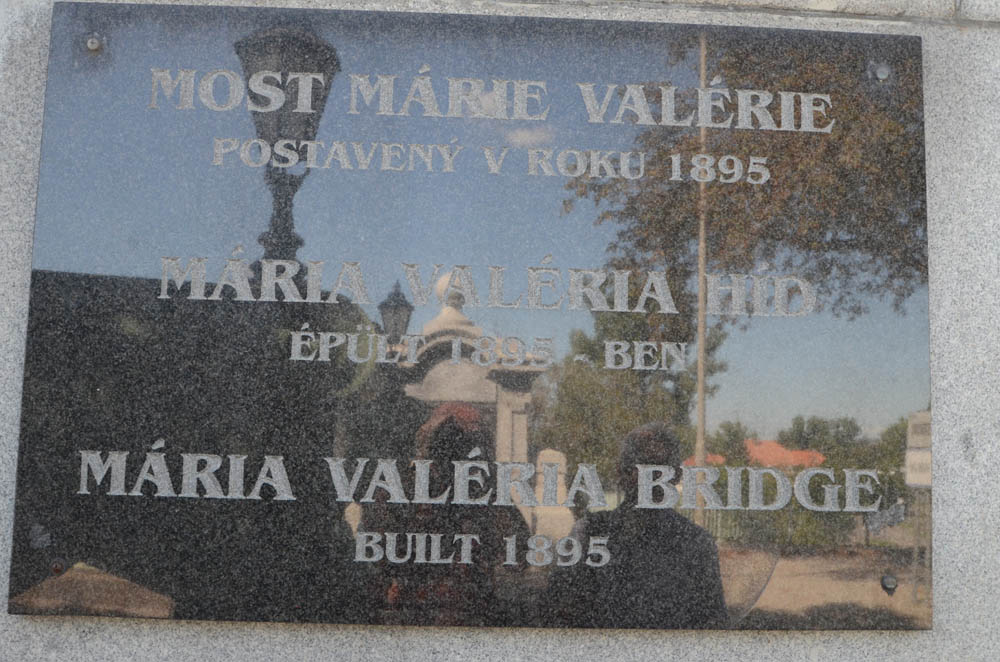 MOST MÁRIE VALÉRIE
POSTAVENÝ V ROKU 1895
MÁRIA VALÉRIA HÍD
ÉPÜLT 1895 - BEN
MÁRIA VALÉRIA BRIDGE
BUILT 1895